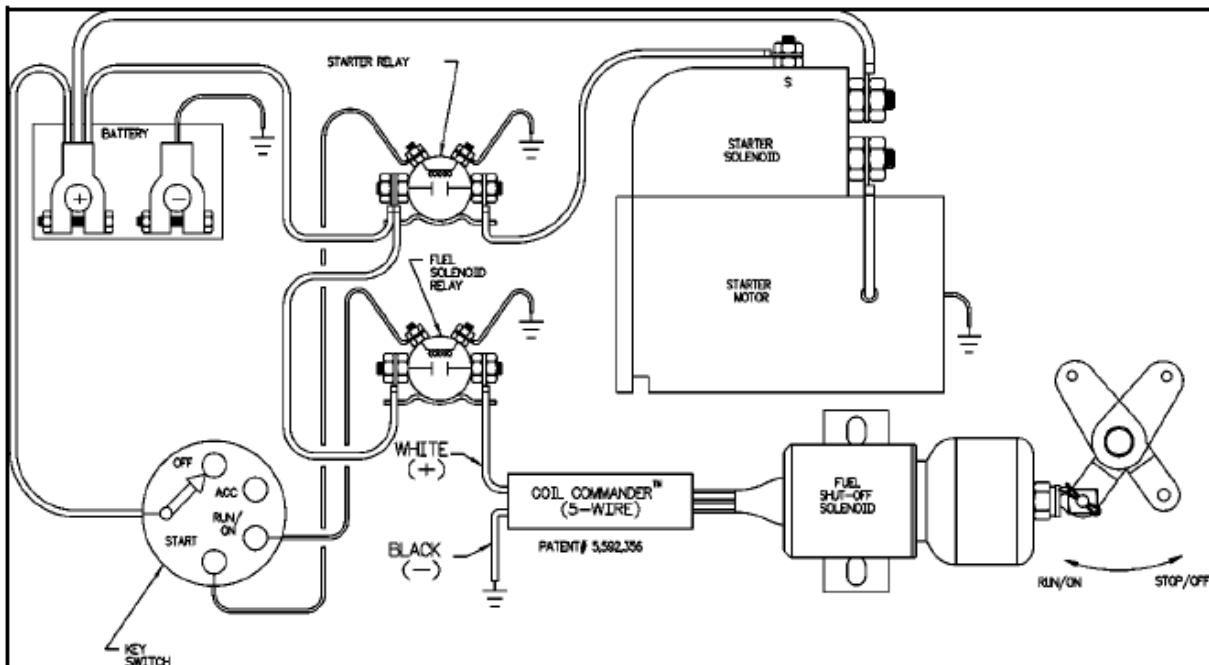 STARTER RELAY
S
BATTERY
+
−
STARTER
SOLENOID
FUEL
SOLENOID
RELAY
STARTER
MOTOR
WHITE
(+)
OFF
ACC
RUN/
ON
START
COIL COMMANDER™
(5-WIRE)
FUEL
SHUT-OFF
SOLENOID
PATENT# 5,592,356
BLACK
(−)
RUN/ON
STOP/OFF
KEY
SWITCH